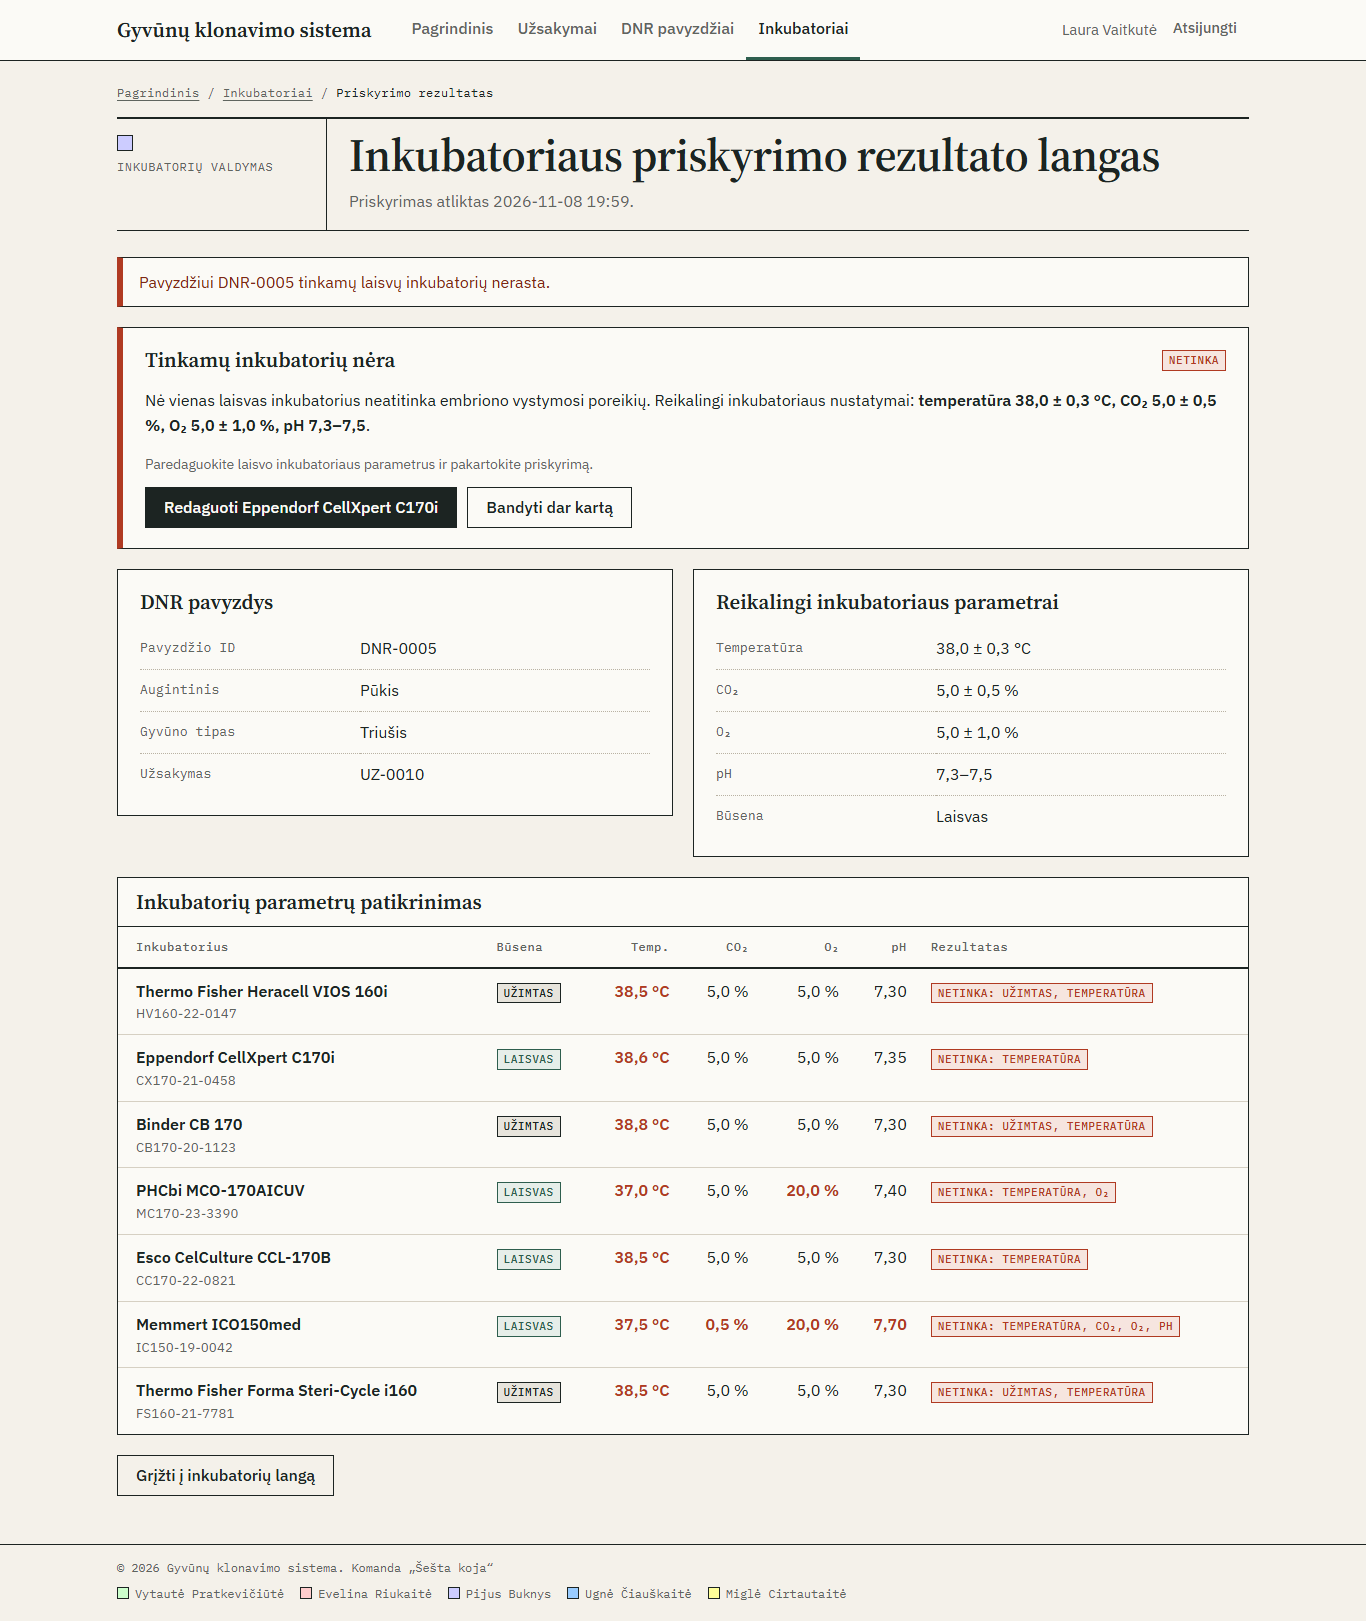 Gyvūnų klonavimo sistema
Pagrindinis
Užsakymai
DNR pavyzdžiai
Inkubatoriai
Laura Vaitkutė
Atsijungti
Pagrindinis / Inkubatoriai / Priskyrimo rezultatas
INKUBATORIŲ VALDYMAS
Inkubatoriaus priskyrimo rezultato langas
Priskyrimas atliktas 2026-11-08 19:59.
Pavyzdžiui DNR-0005 tinkamų laisvų inkubatorių nerasta.
Tinkamų inkubatorių nėra
NETINKA
Nė vienas laisvas inkubatorius neatitinka embriono vystymosi poreikių. Reikalingi inkubatoriaus nustatymai: temperatūra 38,0 ± 0,3 °C, CO₂ 5,0 ± 0,5
%, O₂ 5,0 ± 1,0 %, pH 7,3–7,5.
Paredaguokite laisvo inkubatoriaus parametrus ir pakartokite priskyrimą.
Redaguoti Eppendorf CellXpert C170i
Bandyti dar kartą
DNR pavyzdys
Pavyzdžio ID DNR-0005
Augintinis Pūkis
Gyvūno tipas Triušis
Užsakymas UZ-0010
Reikalingi inkubatoriaus parametrai
Temperatūra 38,0 ± 0,3 °C
CO₂ 5,0 ± 0,5 %
O₂ 5,0 ± 1,0 %
pH 7,3–7,5
Būsena Laisvas
Inkubatorių parametrų patikrinimas
Inkubatorius Būsena Temp. CO₂ O₂ pH Rezultatas
Thermo Fisher Heracell VIOS 160i UŽIMTAS 38,5 °C 5,0 % 5,0 % 7,30 NETINKA: UŽIMTAS, TEMPERATŪRA
HV160-22-0147
Eppendorf CellXpert C170i LAISVAS 38,6 °C 5,0 % 5,0 % 7,35 NETINKA: TEMPERATŪRA
CX170-21-0458
Binder CB 170 UŽIMTAS 38,8 °C 5,0 % 5,0 % 7,30 NETINKA: UŽIMTAS, TEMPERATŪRA
CB170-20-1123
PHCbi MCO-170AICUV LAISVAS 37,0 °C 5,0 % 20,0 % 7,40 NETINKA: TEMPERATŪRA, O₂
MC170-23-3390
Esco CelCulture CCL-170B LAISVAS 38,5 °C 5,0 % 5,0 % 7,30 NETINKA: TEMPERATŪRA
CC170-22-0821
Memmert ICO150med LAISVAS 37,5 °C 0,5 % 20,0 % 7,70 NETINKA: TEMPERATŪRA, CO₂, O₂, PH
IC150-19-0042
Thermo Fisher Forma Steri-Cycle i160 UŽIMTAS 38,5 °C 5,0 % 5,0 % 7,30 NETINKA: UŽIMTAS, TEMPERATŪRA
FS160-21-7781
Grįžti į inkubatorių langą
© 2026 Gyvūnų klonavimo sistema. Komanda „Šešta koja“
Vytautė Pratkevičiūtė Evelina Riukaitė Pijus Buknys Ugnė Čiauškaitė Miglė Cirtautaitė